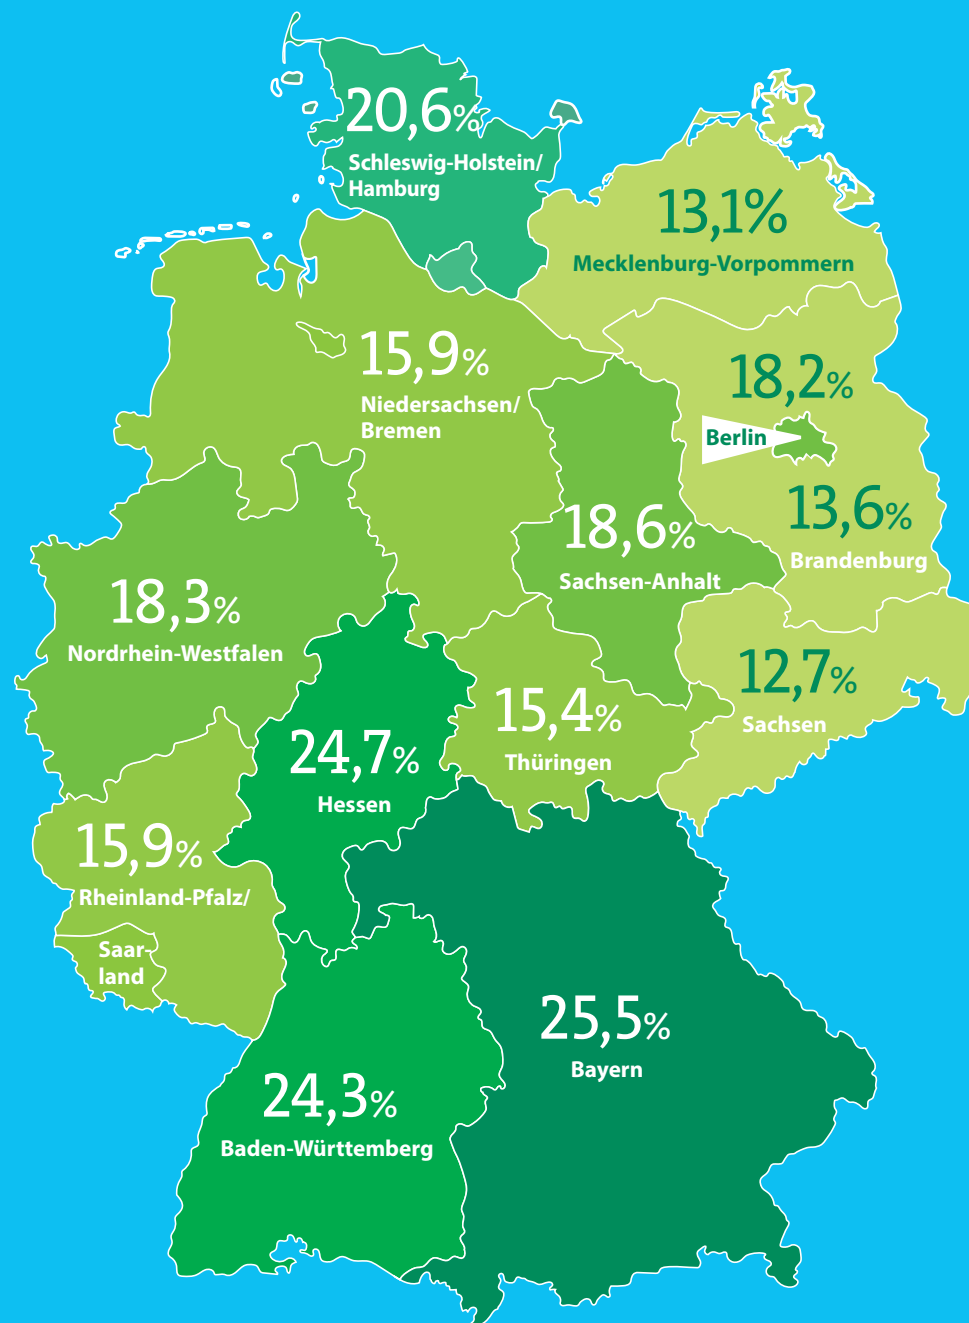 20,6%
Schleswig-Holstein/
Hamburg
13,1%
Mecklenburg-Vorpommern
15,9%
Niedersachsen/
Bremen
18,2%
Berlin
13,6%
Brandenburg
18,6%
Sachsen-Anhalt
18,3%
Nordrhein-Westfalen
12,7%
Sachsen
15,4%
Thüringen
24,7%
Hessen
15,9%
Rheinland-Pfalz/
Saar-
land
25,5%
Bayern
24,3%
Baden-Württemberg